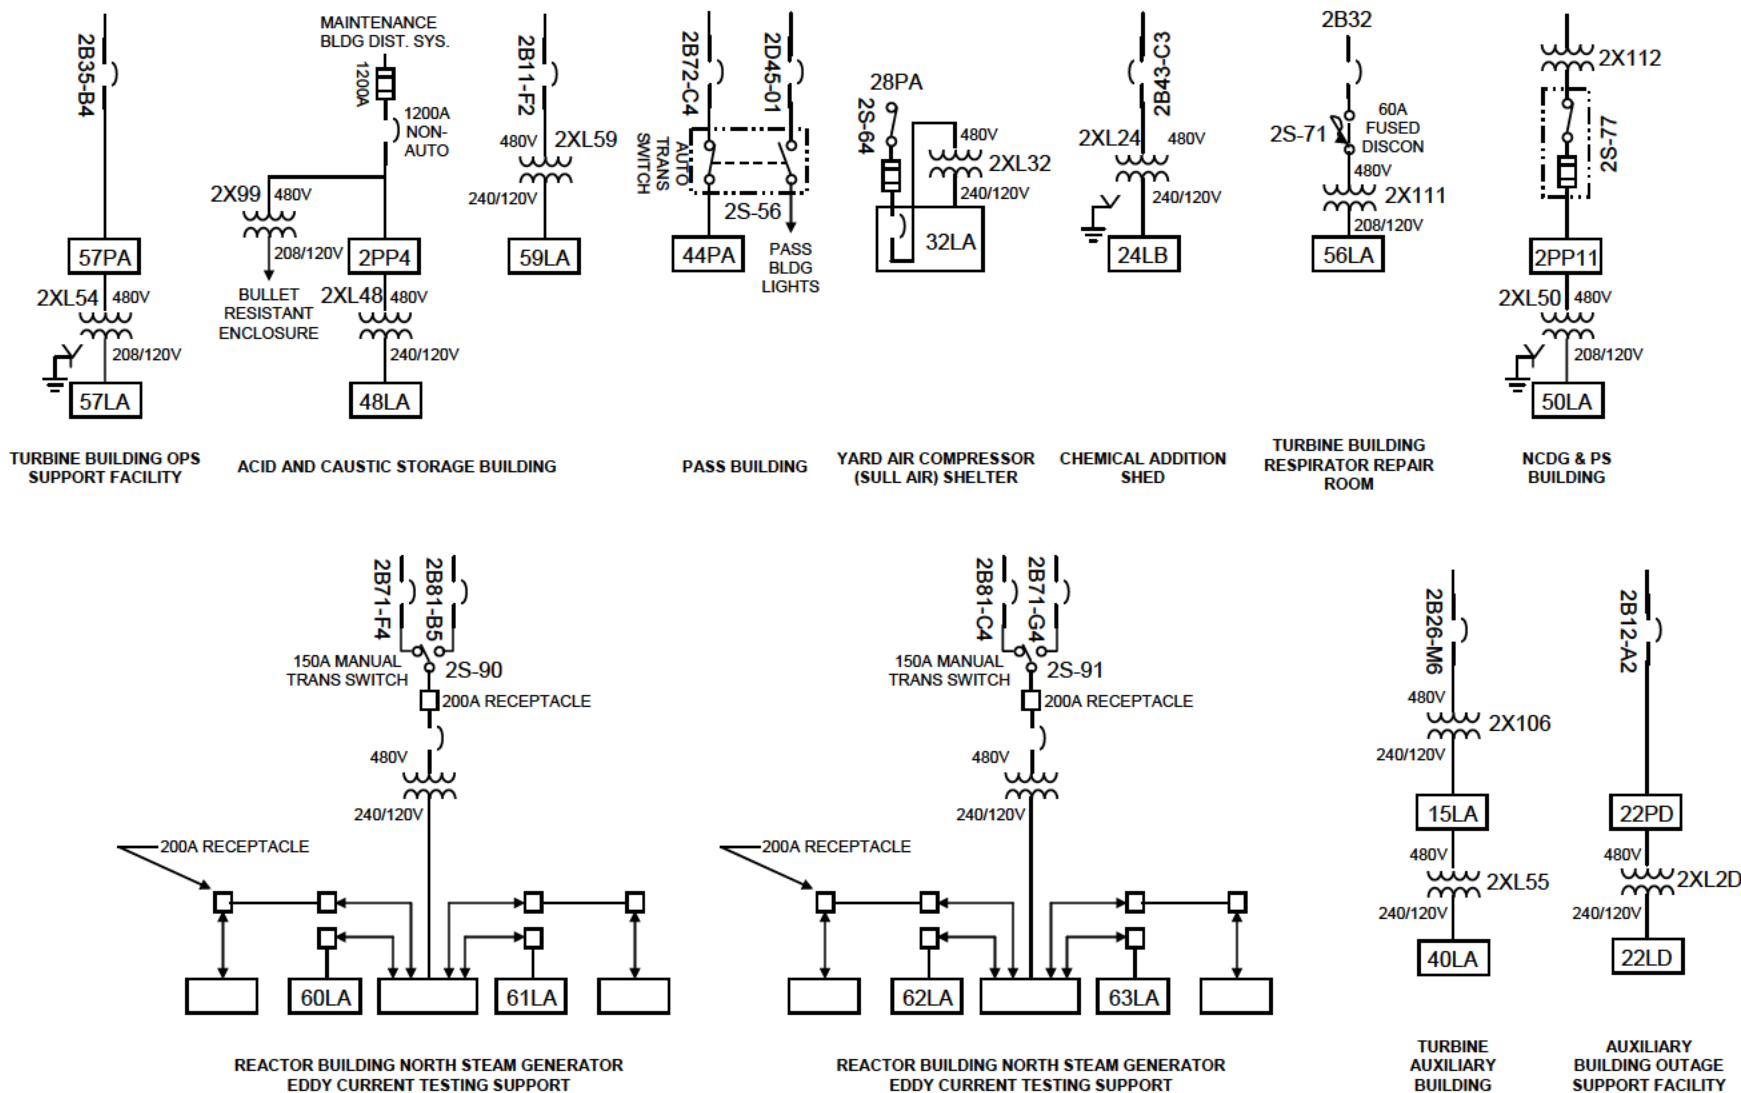 2B35-B4
57PA
2XL54
480V
208/120V
57LA
TURBINE BUILDING OPS
SUPPORT FACILITY
MAINTENANCE
BLDG DIST. SYS.
1200A
1200A
NON-
AUTO
2X99
480V
208/120V
BULLET
RESISTANT
ENCLOSURE
2PP4
2XL48
480V
240/120V
48LA
2B11-F2
480V
2XL59
240/120V
59LA
ACID AND CAUSTIC STORAGE BUILDING
2B72-C4
2D45-01
AUTO
TRANS
SWITCH
2S-56
44PA
PASS
BLDG
LIGHTS
PASS BUILDING
28PA
2S-64
480V
2XL32
240/120V
32LA
YARD AIR COMPRESSOR
(SULL AIR) SHELTER
2B43-C3
2XL24
480V
240/120V
24LB
CHEMICAL ADDITION
SHED
2B32
2S-71
60A
FUSED
DISCON
480V
2X111
208/120V
56LA
TURBINE BUILDING
RESPIRATOR REPAIR
ROOM
2X112
2S-77
2PP11
2XL50
480V
208/120V
50LA
NCDG & PS
BUILDING
2B71-F4
2B81-B5
150A MANUAL
TRANS SWITCH
2S-90
200A RECEPTACLE
480V
240/120V
200A RECEPTACLE
60LA
61LA
REACTOR BUILDING NORTH STEAM GENERATOR
EDDY CURRENT TESTING SUPPORT
2B81-C4
2B71-G4
150A MANUAL
TRANS SWITCH
2S-91
200A RECEPTACLE
480V
240/120V
200A RECEPTACLE
62LA
63LA
REACTOR BUILDING NORTH STEAM GENERATOR
EDDY CURRENT TESTING SUPPORT
2B26-M6
480V
2X106
240/120V
15LA
480V
2XL55
240/120V
40LA
TURBINE
AUXILIARY
BUILDING
2B12-A2
22PD
480V
2XL2D
240/120V
22LD
AUXILIARY
BUILDING OUTAGE
SUPPORT FACILITY